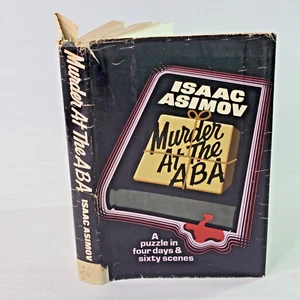 Murder At The ABA
ISAAC ASIMOV
ISAAC
ASIMOV
Murder
At The
ABA
A
puzzle in
four days &
sixty scenes